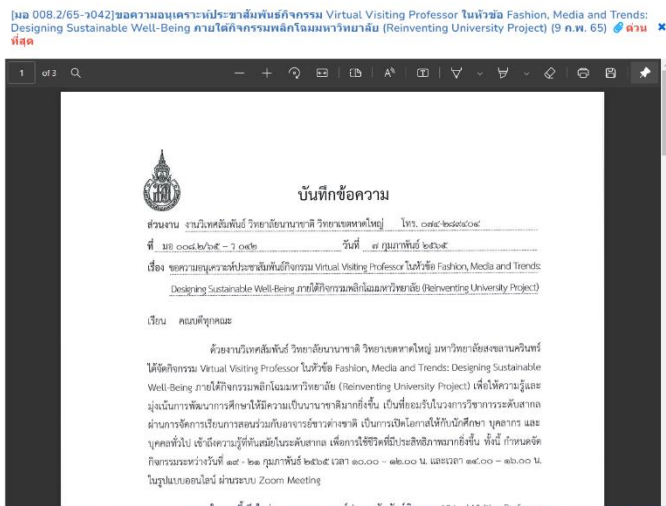 [มอ 008.2/65-ว042]ขอความอนุเคราะห์ประชาสัมพันธ์กิจกรรม Virtual Visiting Professor ในหัวข้อ Fashion, Media and Trends:
Designing Sustainable Well-Being ภายใต้กิจกรรมพลิกโฉมมหาวิทยาลัย (Reinventing University Project) (9 ก.พ. 65) ด่วน
ที่สุด
1 of 3
บันทึกข้อความ
ส่วนงาน งานวิเทศสัมพันธ์ วิทยาลัยนานาชาติ วิทยาเขตหาดใหญ่ โทร.
ที่ มอ ๐๐๘.๒/๖๕ – ว ๐๔๒ วันที่ ๗ กุมภาพันธ์ ๒๕๖๕
เรื่อง ขอความอนุเคราะห์ประชาสัมพันธ์กิจกรรม Virtual Visiting Professor ในหัวข้อ Fashion, Media and Trends:
Designing Sustainable Well-Being ภายใต้กิจกรรมพลิกโฉมมหาวิทยาลัย (Reinventing University Project)
เรียน คณบดีทุกคณะ
ด้วยงานวิเทศสัมพันธ์ วิทยาลัยนานาชาติ วิทยาเขตหาดใหญ่ มหาวิทยาลัยสงขลานครินทร์
ได้จัดกิจกรรม Virtual Visiting Professor ในหัวข้อ Fashion, Media and Trends: Designing Sustainable
Well-Being ภายใต้กิจกรรมพลิกโฉมมหาวิทยาลัย (Reinventing University Project) เพื่อให้ความรู้และ
มุ่งเน้นการพัฒนาการศึกษาให้มีความเป็นนานาชาติมากยิ่งขึ้น เป็นที่ยอมรับในวงการวิชาการระดับสากล
ผ่านการจัดการเรียนการสอนร่วมกับอาจารย์ชาวต่างชาติ เป็นการเปิดโอกาสให้กับนักศึกษา บุคลากร และ
บุคคลทั่วไป เข้าถึงความรู้ที่ทันสมัยในระดับสากล เพื่อการใช้ชีวิตที่มีประสิทธิภาพมากยิ่งขึ้น ทั้งนี้ กำหนดจัด
กิจกรรมระหว่างวันที่ ๑๙ - ๒๑ กุมภาพันธ์ ๒๕๖๕ เวลา ๑๐.๐๐ – ๑๒.๐๐ น. และเวลา ๑๔.๐๐ – ๑๖.๐๐ น.
ในรูปแบบออนไลน์ ผ่านระบบ Zoom Meeting